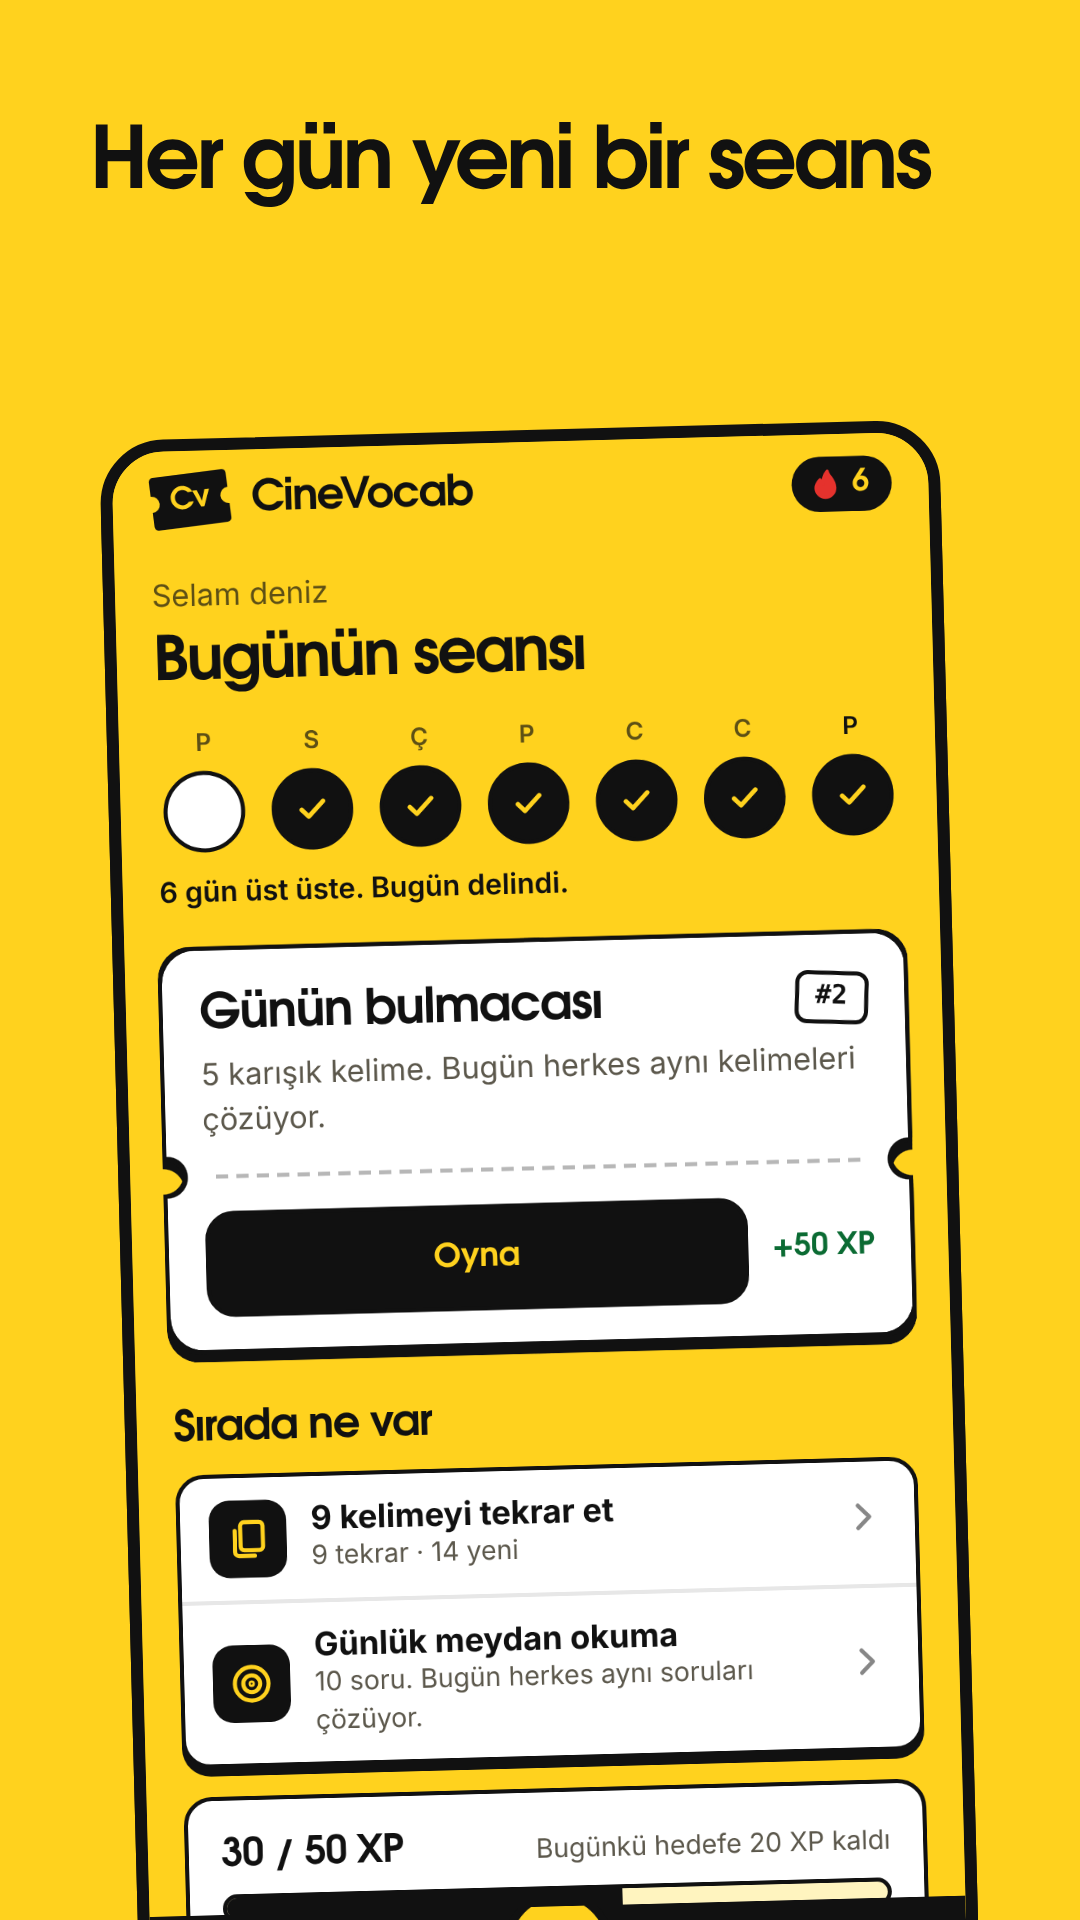 Her gün yeni bir seans
Cv CineVocab 6
Selam deniz
Bugünün seansı
P S Ç P C C P
6 gün üst üste. Bugün delindi.
Günün bulmacası #2
5 karışık kelime. Bugün herkes aynı kelimeleri
çözüyor.
Oyna +50 XP
Sırada ne var
9 kelimeyi tekrar et
9 tekrar · 14 yeni
Günlük meydan okuma
10 soru. Bugün herkes aynı soruları
çözüyor.
30 / 50 XP Bugünkü hedefe 20 XP kaldı